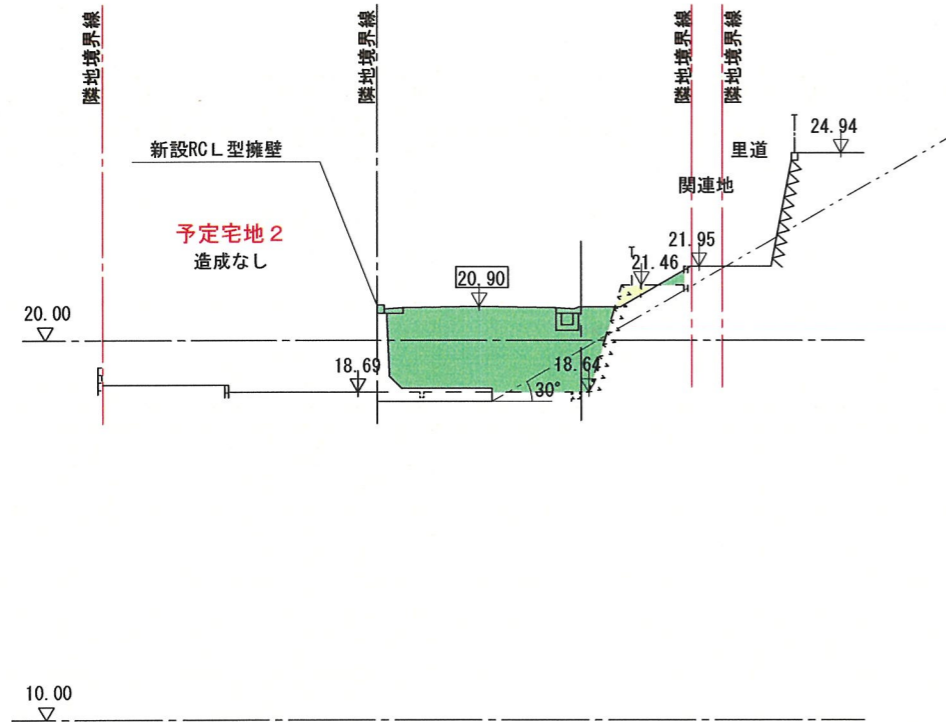 隣地境界線
隣地境界線
隣地境界線
隣地境界線
24.94
里道
新設RCL型擁壁
関連地
予定宅地2
造成なし
21.95
21.46
20.90
20.00
18.69
18.64
30°
10.00